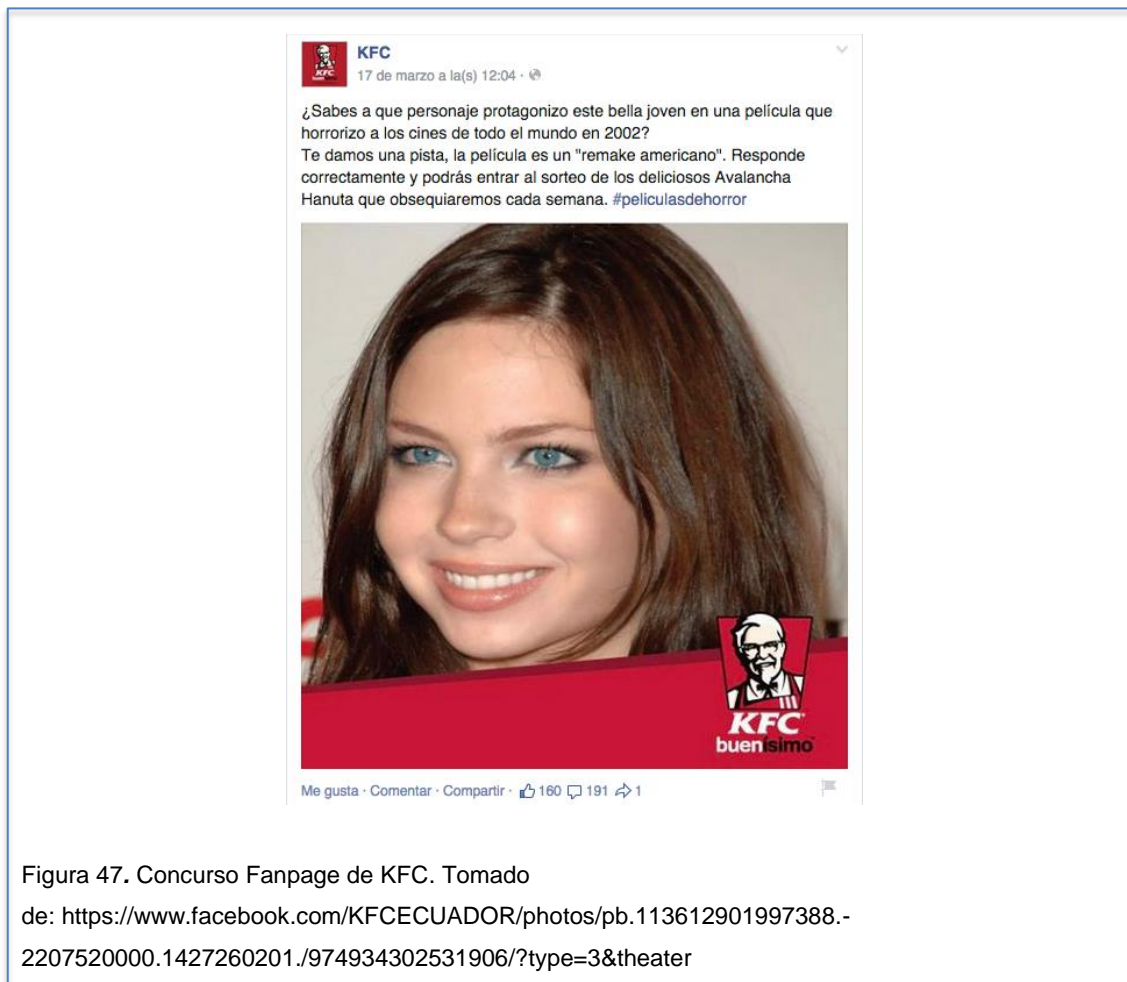 KFC
17 de marzo a la(s) 12:04 ·
¿Sabes a que personaje protagonizo este bella joven en una película que
horrorizo a los cines de todo el mundo en 2002?
Te damos una pista, la película es un "remake americano". Responde
correctamente y podrás entrar al sorteo de los deliciosos Avalancha
Hanuta que obsequiaremos cada semana. #peliculasdehorror
KFC
buenísimo
Me gusta · Comentar · Compartir · 160 191 1
Figura 47. Concurso Fanpage de KFC. Tomado
de: https://www.facebook.com/KFCECUADOR/photos/pb.113612901997388.-
2207520000.1427260201./974934302531906/?type=3&theater